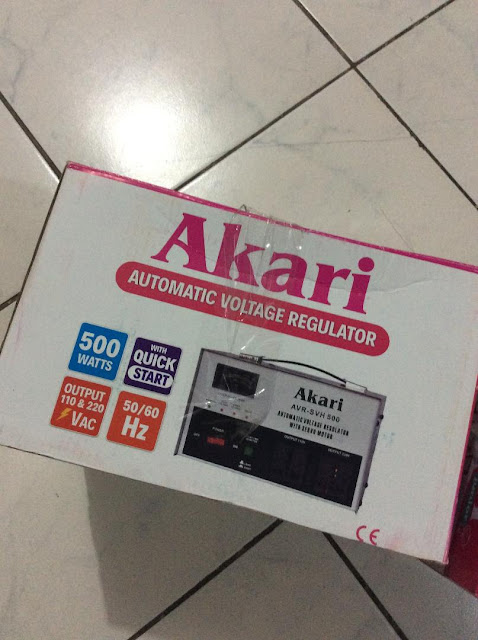 Akari
AUTOMATIC VOLTAGE REGULATOR
500
WATTS
WITH
QUICK
START
OUTPUT
110 & 220
VAC
50/60
Hz
Akari
AVR-SVH 500
AUTOMATIC VOLTAGE REGULATOR
WITH SERVO MOTOR
POWER
CE